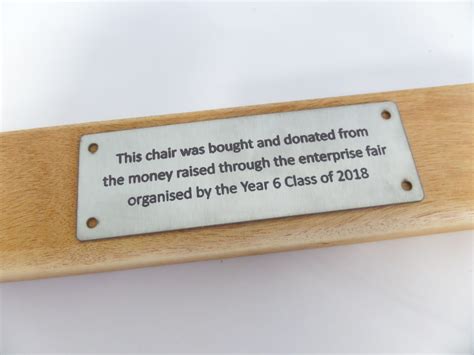 This chair was bought and donated from
the money raised through the enterprise fair
organised by the Year 6 Class of 2018